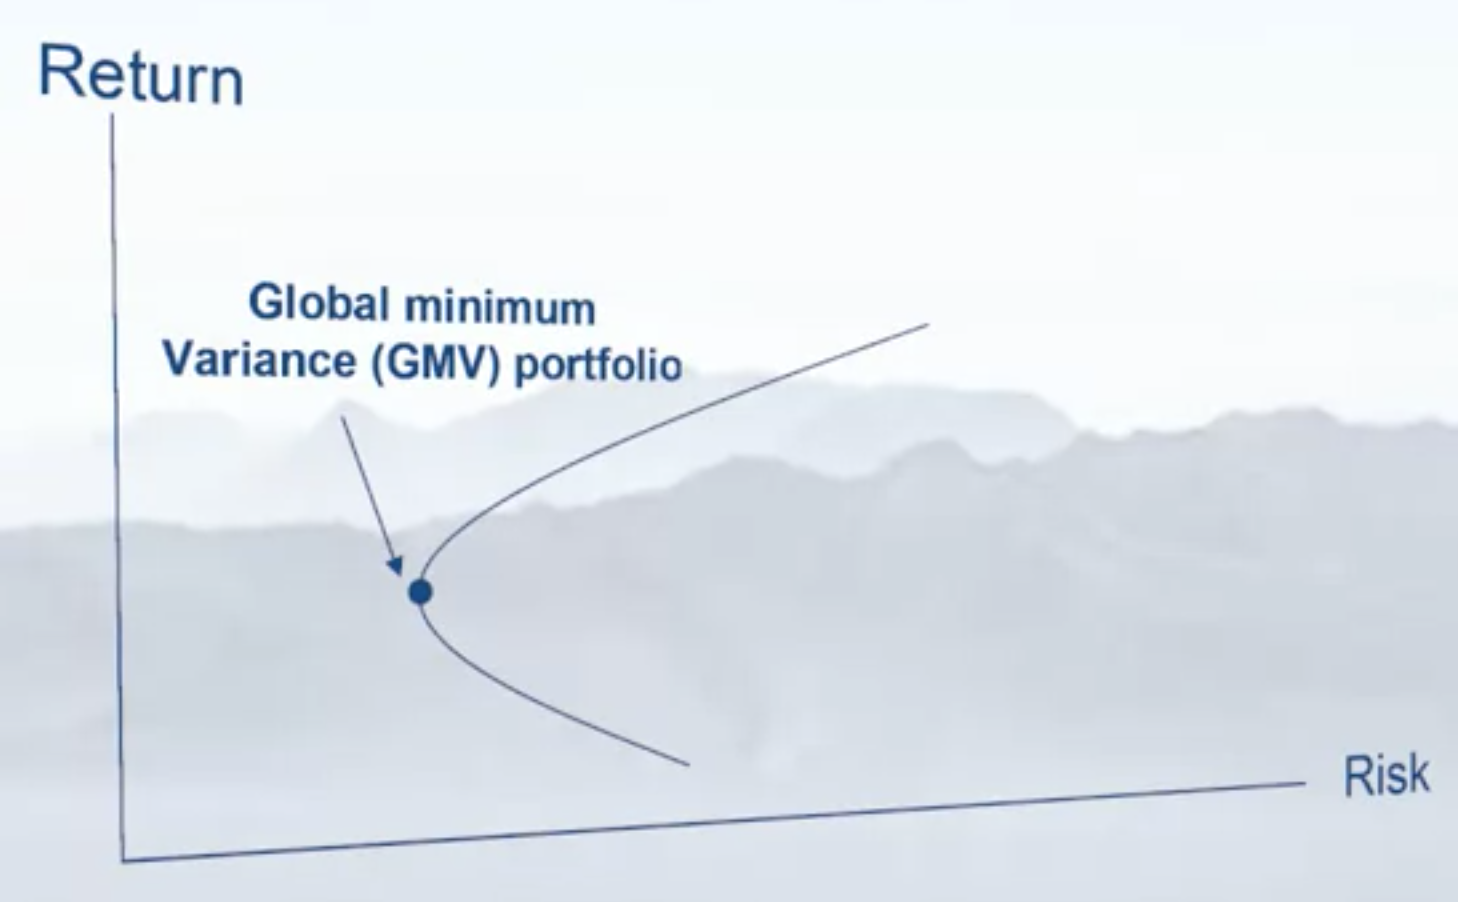 Return
Global minimum
Variance (GMV) portfolio
Risk